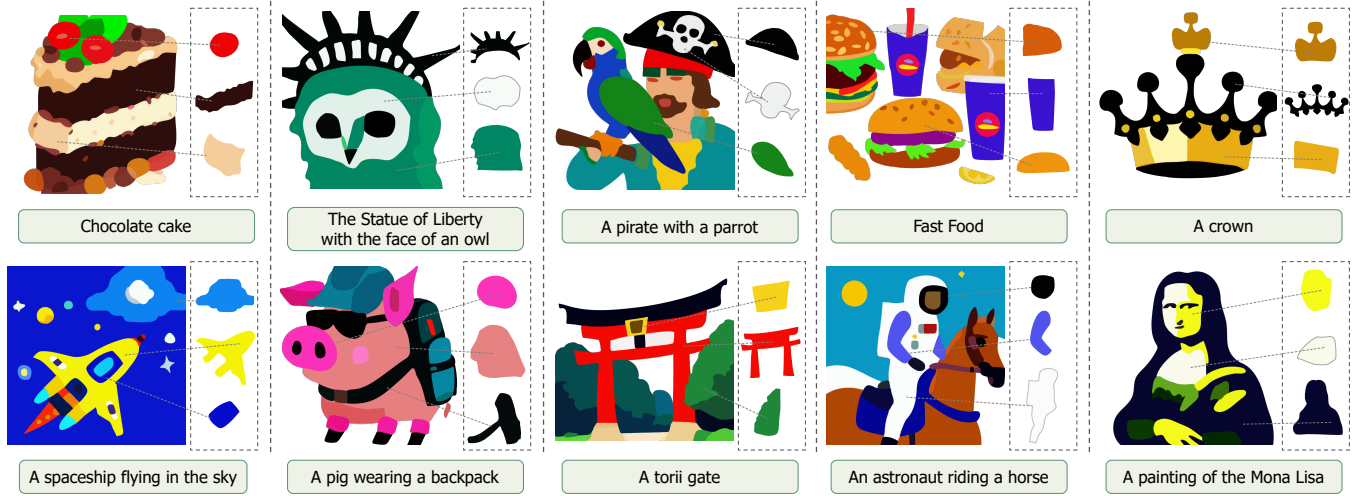 Chocolate cake
The Statue of Liberty
with the face of an owl
A pirate with a parrot
Fast Food
A crown
A spaceship flying in the sky
A pig wearing a backpack
A torii gate
An astronaut riding a horse
A painting of the Mona Lisa